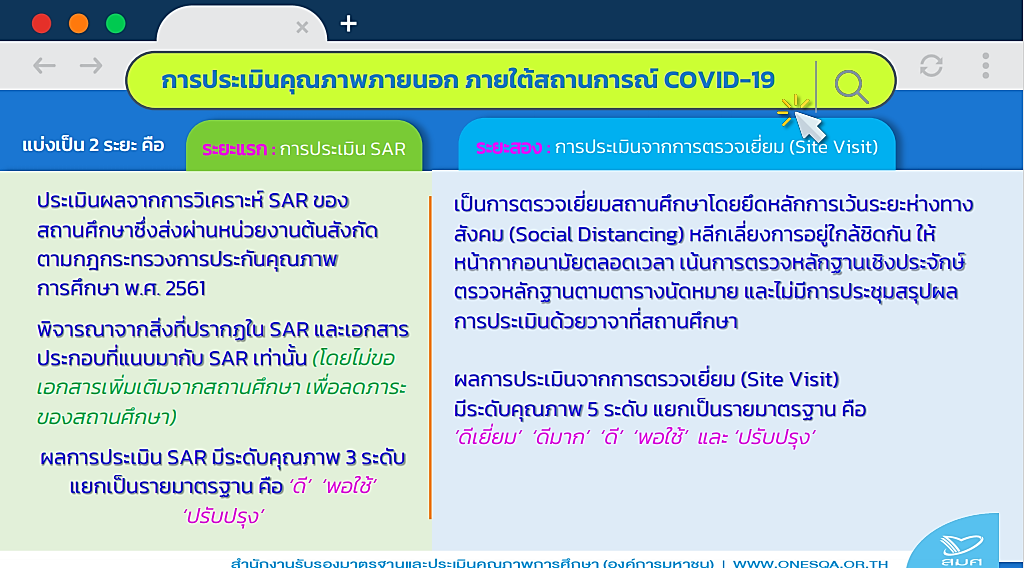 การประเมินคุณภาพภายนอก ภายใต้สถานการณ์ COVID-19
แบ่งเป็น 2 ระยะ คือ
ระยะแรก : การประเมิน SAR
ระยะสอง : การประเมินจากการตรวจเยี่ยม (Site Visit)
ประเมินผลจากการวิเคราะห์ SAR ของ
สถานศึกษาซึ่งส่งผ่านหน่วยงานต้นสังกัด
ตามกฎกระทรวงการประกันคุณภาพ
การศึกษา พ.ศ. 2561
พิจารณาจากสิ่งที่ปรากฏใน SAR และเอกสาร
ประกอบที่แนบมากับ SAR เท่านั้น (โดยไม่ขอ
เอกสารเพิ่มเติมจากสถานศึกษา เพื่อลดภาระ
ของสถานศึกษา)
ผลการประเมิน SAR มีระดับคุณภาพ 3 ระดับ
แยกเป็นรายมาตรฐาน คือ ‘ดี’ ‘พอใช้’
‘ปรับปรุง’
เป็นการตรวจเยี่ยมสถานศึกษาโดยยึดหลักการเว้นระยะห่างทาง
สังคม (Social Distancing) หลีกเลี่ยงการอยู่ใกล้ชิดกัน ใช้
หน้ากากอนามัยตลอดเวลา เน้นการตรวจหลักฐานเชิงประจักษ์
ตรวจหลักฐานตามตารางนัดหมาย และไม่มีการประชุมสรุปผล
การประเมินด้วยวาจาที่สถานศึกษา
ผลการประเมินจากการตรวจเยี่ยม (Site Visit)
มีระดับคุณภาพ 5 ระดับ แยกเป็นรายมาตรฐาน คือ
‘ดีเยี่ยม’ ‘ดีมาก’ ‘ดี’ ‘พอใช้’ และ ‘ปรับปรุง’
สมศ
สำนักงานรับรองมาตรฐานและประเมินคุณภาพการศึกษา (องค์การมหาชน) | WWW.ONESQA.OR.TH